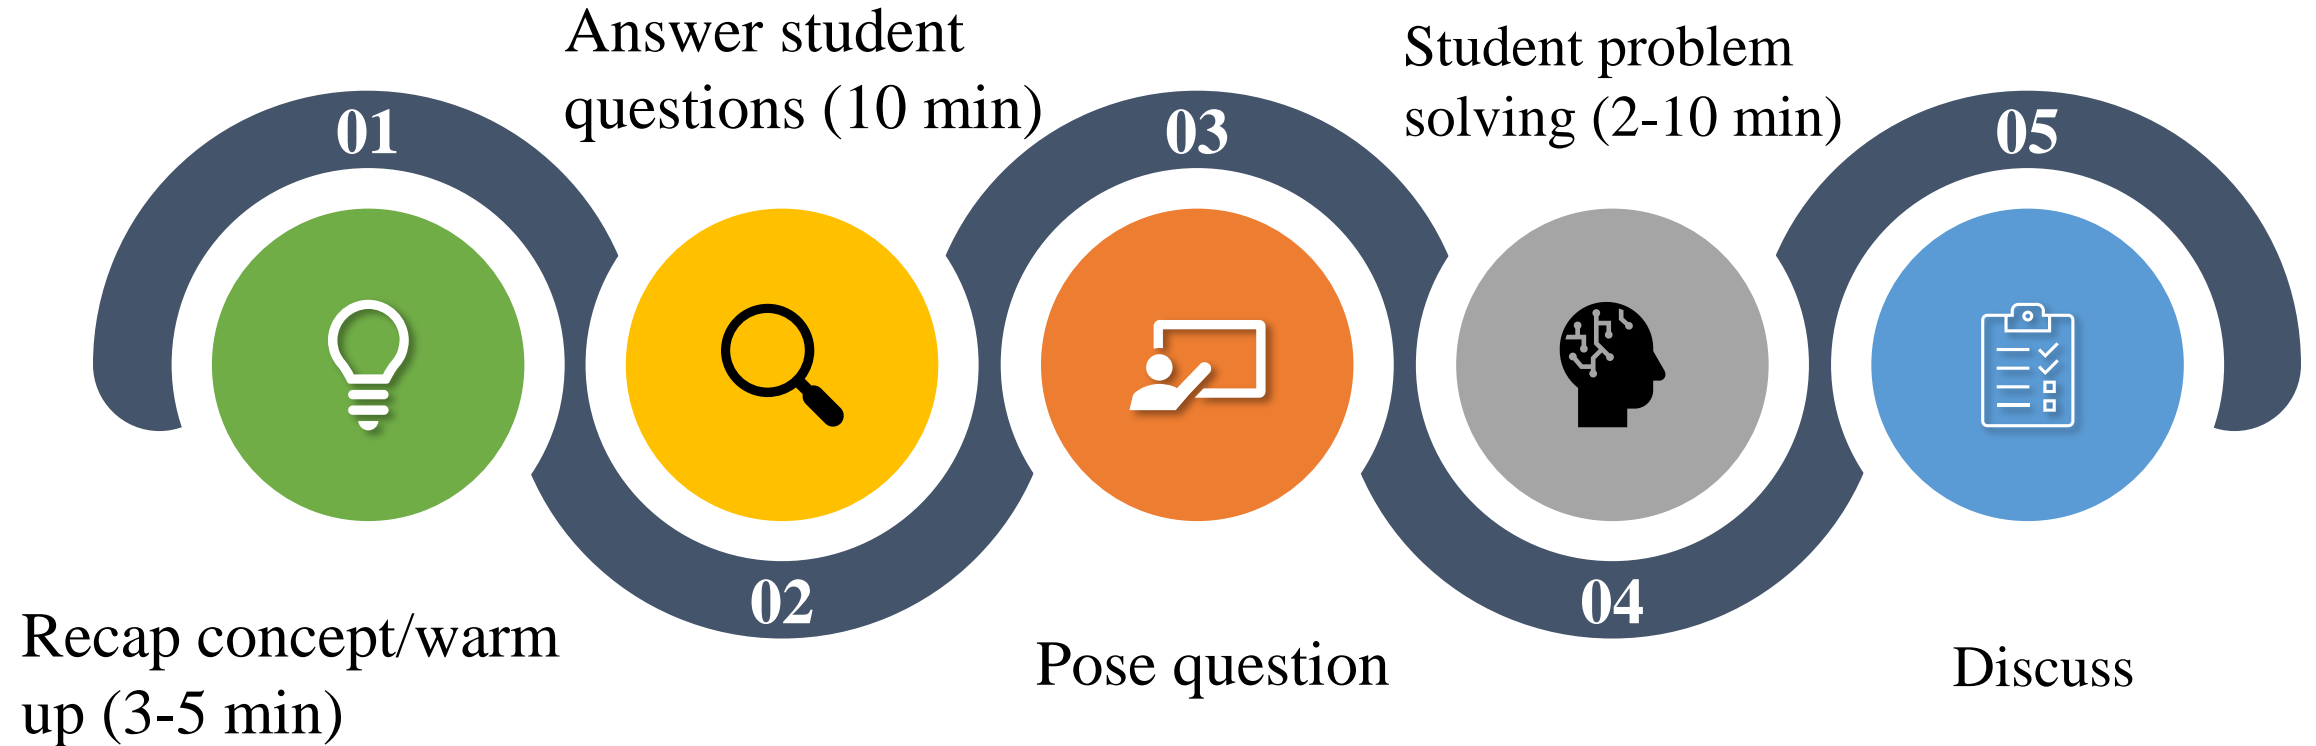 01
Recap concept/warm
up (3-5 min)
Answer student
questions (10 min)
02
03
Pose question
Student problem
solving (2-10 min)
04
05
Discuss